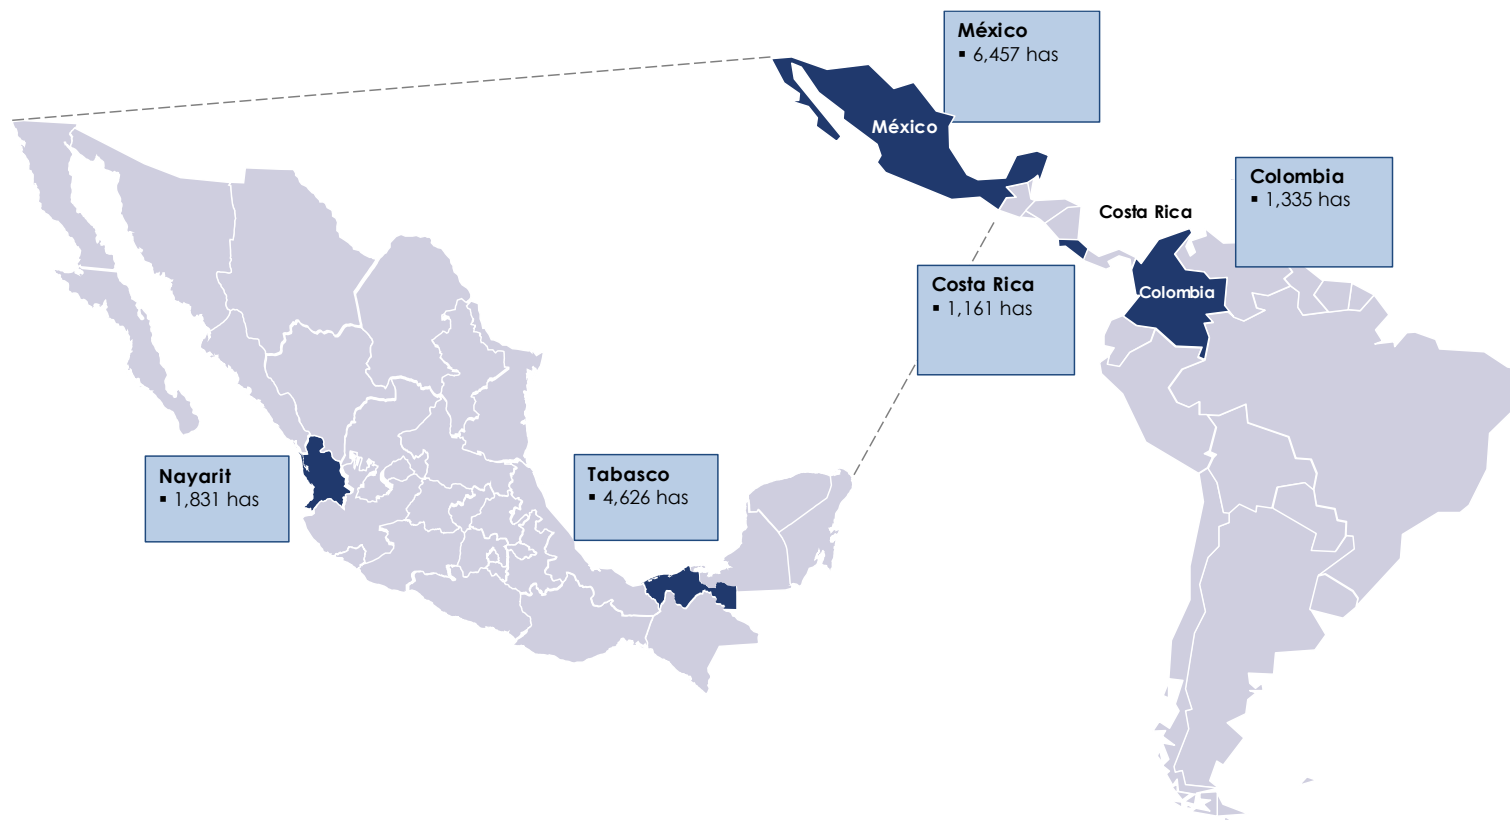 México
▪ 6,457 has
México
Colombia
▪ 1,335 has
Costa Rica
Costa Rica
▪ 1,161 has
Colombia
Nayarit
▪ 1,831 has
Tabasco
▪ 4,626 has